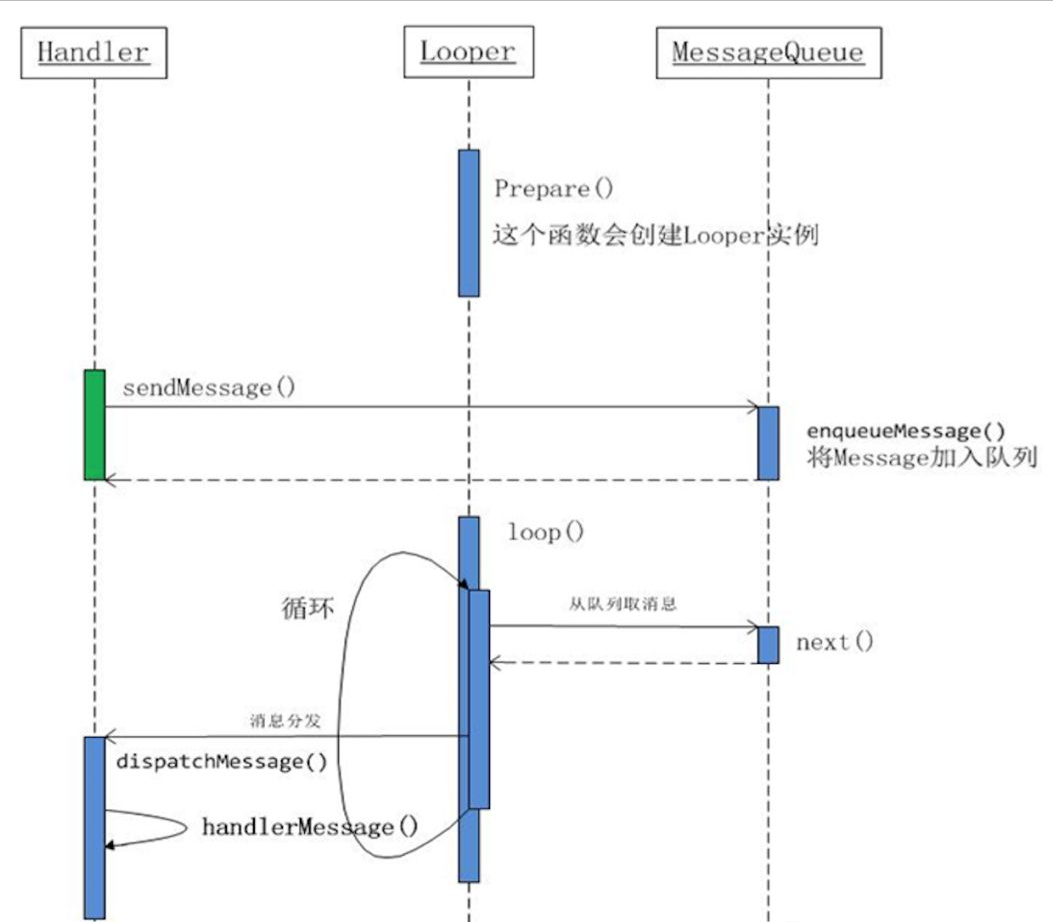 Handler
Looper
MessageQueue
Prepare()
这个函数会创建Looper实例
sendMessage()
enqueueMessage()
将Message加入队列
loop()
循环
从队列取消息
next()
消息分发
dispatchMessage()
handlerMessage()